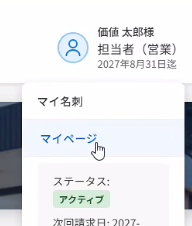 価値 太郎様
担当者（営業）
2027年8月31日迄
マイ名刺
マイページ
ステータス:
アクティブ
次回請求日: 2027-